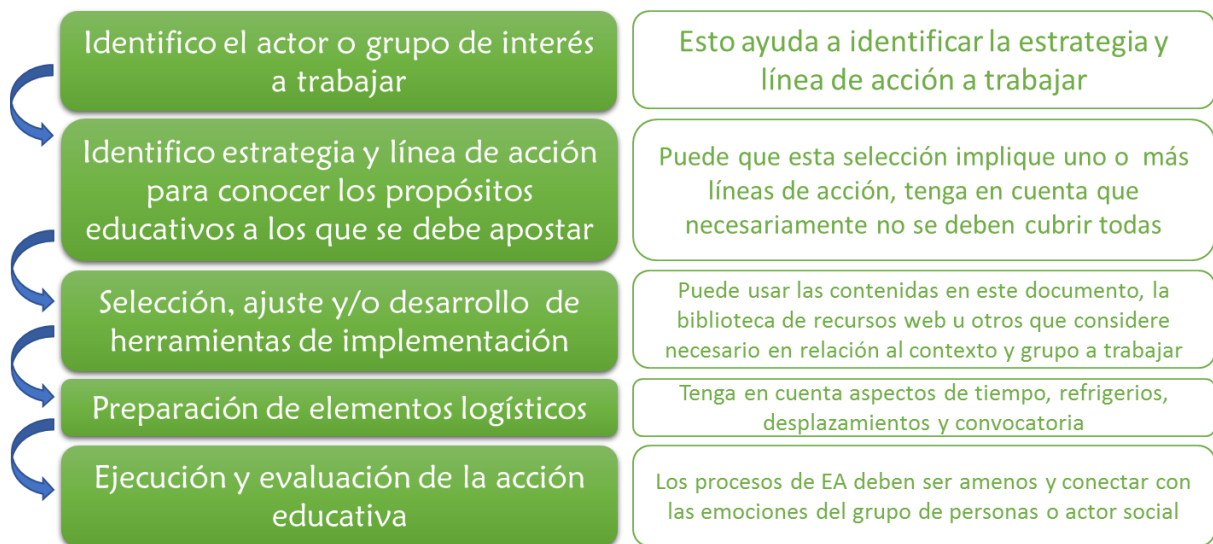 Identifico el actor o grupo de interés
a trabajar
Esto ayuda a identificar la estrategia y
línea de acción a trabajar
Identifico estrategia y línea de acción
para conocer los propósitos
educativos a los que se debe apostar
Puede que esta selección implique uno o más
líneas de acción, tenga en cuenta que
necesariamente no se deben cubrir todas
Selección, ajuste y/o desarrollo de
herramientas de implementación
Puede usar las contenidas en este documento, la
biblioteca de recursos web u otros que considere
necesario en relación al contexto y grupo a trabajar
Preparación de elementos logísticos
Tenga en cuenta aspectos de tiempo, refrigerios,
desplazamientos y convocatoria
Ejecución y evaluación de la acción
educativa
Los procesos de EA deben ser amenos y conectar con
las emociones del grupo de personas o actor social